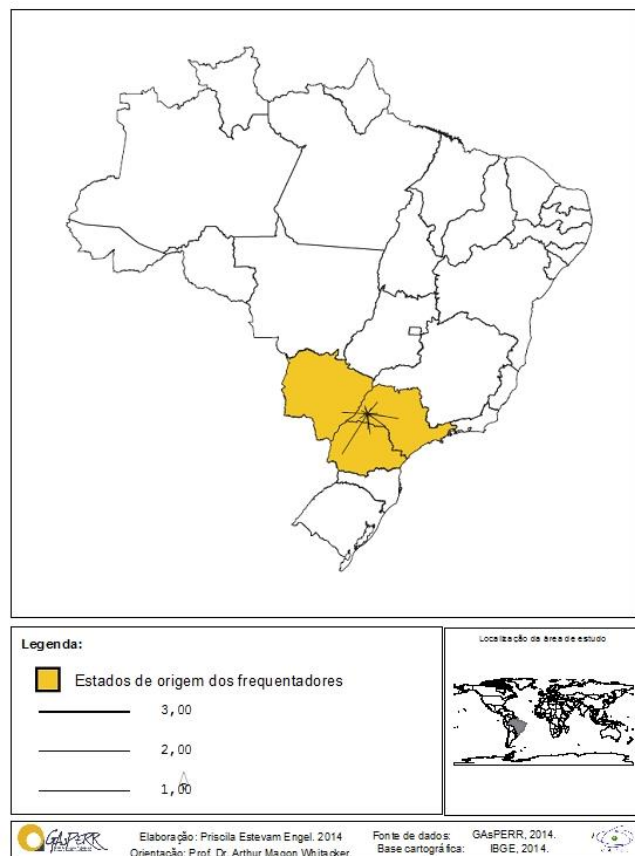 Legenda:
Estados de origem dos frequentadores
3,00
2,00
1,00
Localização da área de estudo
GAsPERR
Elaboração: Priscila Estevam Engel. 2014
Orientação: Prof. Dr. Arthur Magon Whitacker
Fonte de dados: GAsPERR, 2014.
Base cartográfica: IBGE, 2014.